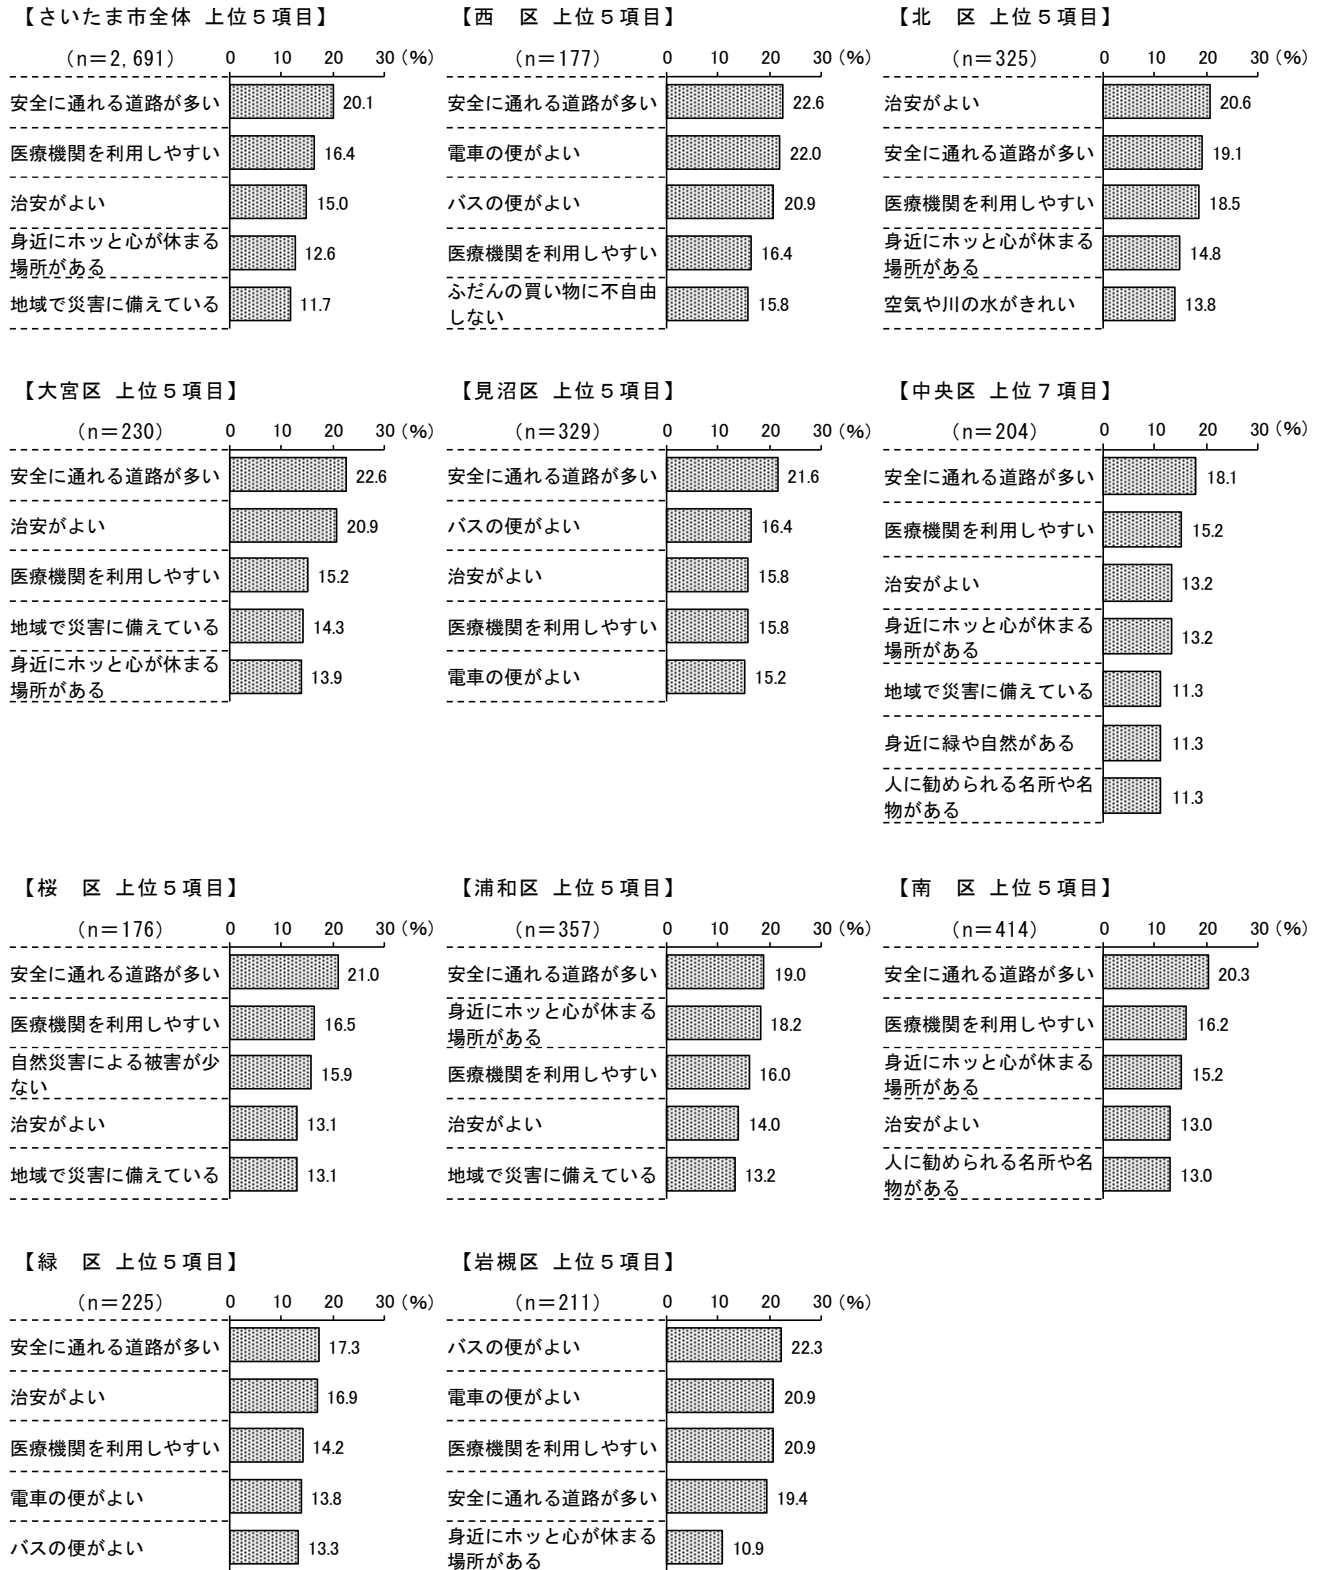 【さいたま市全体 上位５項目】
（n＝2,691）
0 10 20 30 (%)
安全に通れる道路が多い 20.1
医療機関を利用しやすい 16.4
治安がよい 15.0
身近にホッと心が休まる
場所がある 12.6
地域で災害に備えている 11.7
【西　区 上位５項目】
（n＝177）
0 10 20 30 (%)
安全に通れる道路が多い 22.6
電車の便がよい 22.0
バスの便がよい 20.9
医療機関を利用しやすい 16.4
ふだんの買い物に不自由
しない 15.8
【北　区 上位５項目】
（n＝325）
0 10 20 30 (%)
治安がよい 20.6
安全に通れる道路が多い 19.1
医療機関を利用しやすい 18.5
身近にホッと心が休まる
場所がある 14.8
空気や川の水がきれい 13.8
【大宮区 上位５項目】
（n＝230）
0 10 20 30 (%)
安全に通れる道路が多い 22.6
治安がよい 20.9
医療機関を利用しやすい 15.2
地域で災害に備えている 14.3
身近にホッと心が休まる
場所がある 13.9
【見沼区 上位５項目】
（n＝329）
0 10 20 30 (%)
安全に通れる道路が多い 21.6
バスの便がよい 16.4
治安がよい 15.8
医療機関を利用しやすい 15.8
電車の便がよい 15.2
【中央区 上位７項目】
（n＝204）
0 10 20 30 (%)
安全に通れる道路が多い 18.1
医療機関を利用しやすい 15.2
治安がよい 13.2
身近にホッと心が休まる
場所がある 13.2
地域で災害に備えている 11.3
身近に緑や自然がある 11.3
人に勧められる名所や名
物がある 11.3
【桜　区 上位５項目】
（n＝176）
0 10 20 30 (%)
安全に通れる道路が多い 21.0
医療機関を利用しやすい 16.5
自然災害による被害が少
ない 15.9
治安がよい 13.1
地域で災害に備えている 13.1
【浦和区 上位５項目】
（n＝357）
0 10 20 30 (%)
安全に通れる道路が多い 19.0
身近にホッと心が休まる
場所がある 18.2
医療機関を利用しやすい 16.0
治安がよい 14.0
地域で災害に備えている 13.2
【南　区 上位５項目】
（n＝414）
0 10 20 30 (%)
安全に通れる道路が多い 20.3
医療機関を利用しやすい 16.2
身近にホッと心が休まる
場所がある 15.2
治安がよい 13.0
人に勧められる名所や名
物がある 13.0
【緑　区 上位５項目】
（n＝225）
0 10 20 30 (%)
安全に通れる道路が多い 17.3
治安がよい 16.9
医療機関を利用しやすい 14.2
電車の便がよい 13.8
バスの便がよい 13.3
【岩槻区 上位５項目】
（n＝211）
0 10 20 30 (%)
バスの便がよい 22.3
電車の便がよい 20.9
医療機関を利用しやすい 20.9
安全に通れる道路が多い 19.4
身近にホッと心が休まる
場所がある 10.9